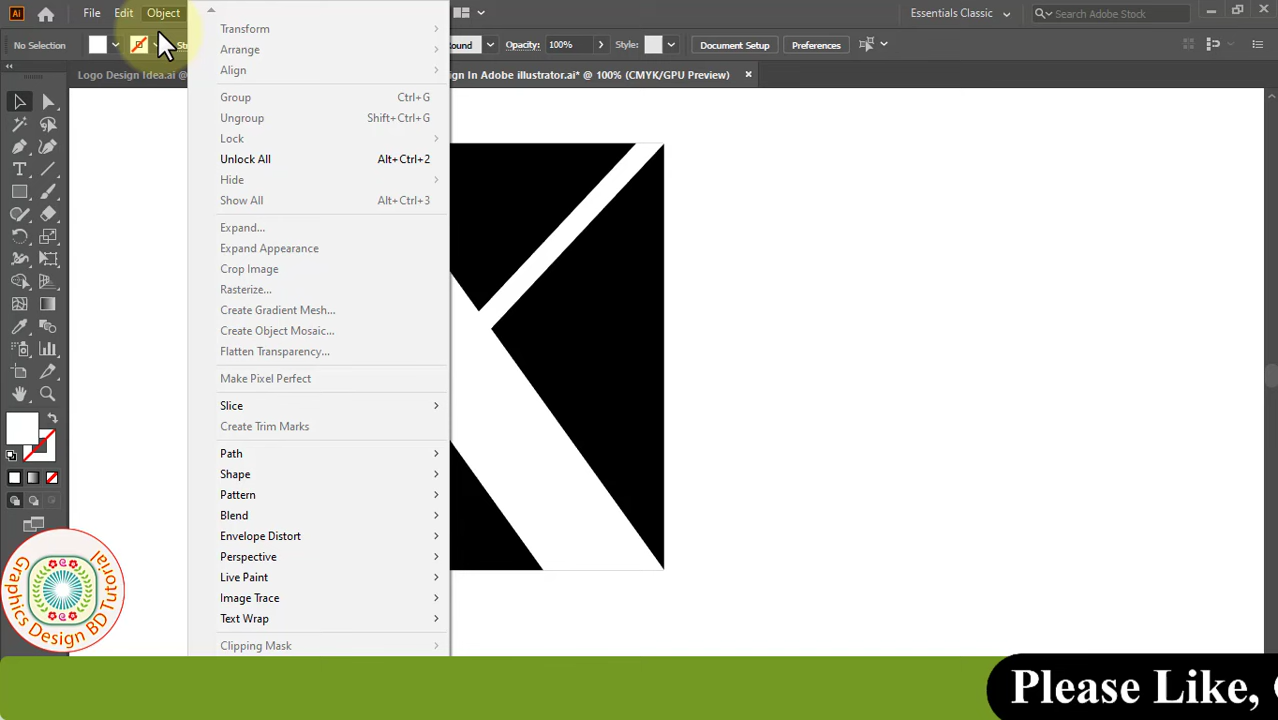 Ai File Edit Object Essentials Classic Search Adobe Stock
No Selection ound Opacity: 100% Style: Document Setup Preferences
Logo Design Idea.ai @ gn In Adobe illustrator.ai* @ 100% (CMYK/GPU Preview)
Transform
Arrange
Align
Group Ctrl+G
Ungroup Shift+Ctrl+G
Lock
Unlock All Alt+Ctrl+2
Hide
Show All Alt+Ctrl+3
Expand...
Expand Appearance
Crop Image
Rasterize...
Create Gradient Mesh...
Create Object Mosaic...
Flatten Transparency...
Make Pixel Perfect
Slice
Create Trim Marks
Path
Shape
Pattern
Blend
Envelope Distort
Perspective
Live Paint
Image Trace
Text Wrap
Clipping Mask
Graphics Design BD Tutorial
Please Like,